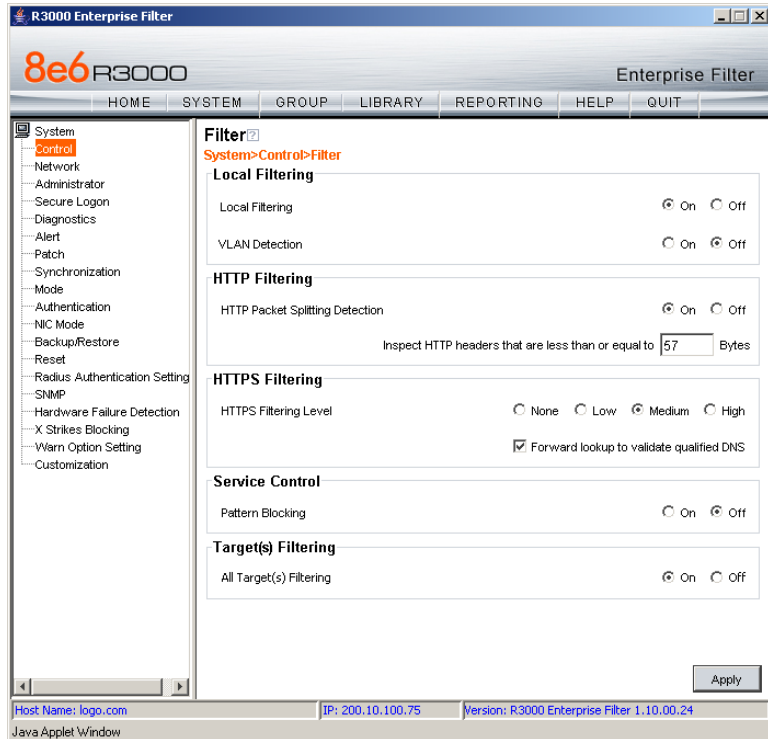 R3000 Enterprise Filter
8e6 R3000
Enterprise Filter
HOME SYSTEM GROUP LIBRARY REPORTING HELP QUIT
System
Control
Network
Administrator
Secure Logon
Diagnostics
Alert
Patch
Synchronization
Mode
Authentication
NIC Mode
Backup/Restore
Reset
Radius Authentication Setting
SNMP
Hardware Failure Detection
X Strikes Blocking
Warn Option Setting
Customization
Filter ?
System>Control>Filter
Local Filtering
Local Filtering On Off
VLAN Detection On Off
HTTP Filtering
HTTP Packet Splitting Detection On Off
Inspect HTTP headers that are less than or equal to 57 Bytes
HTTPS Filtering
HTTPS Filtering Level None Low Medium High
Forward lookup to validate qualified DNS
Service Control
Pattern Blocking On Off
Target(s) Filtering
All Target(s) Filtering On Off
Apply
Host Name: logo.com IP: 200.10.100.75 Version: R3000 Enterprise Filter 1.10.00.24
Java Applet Window